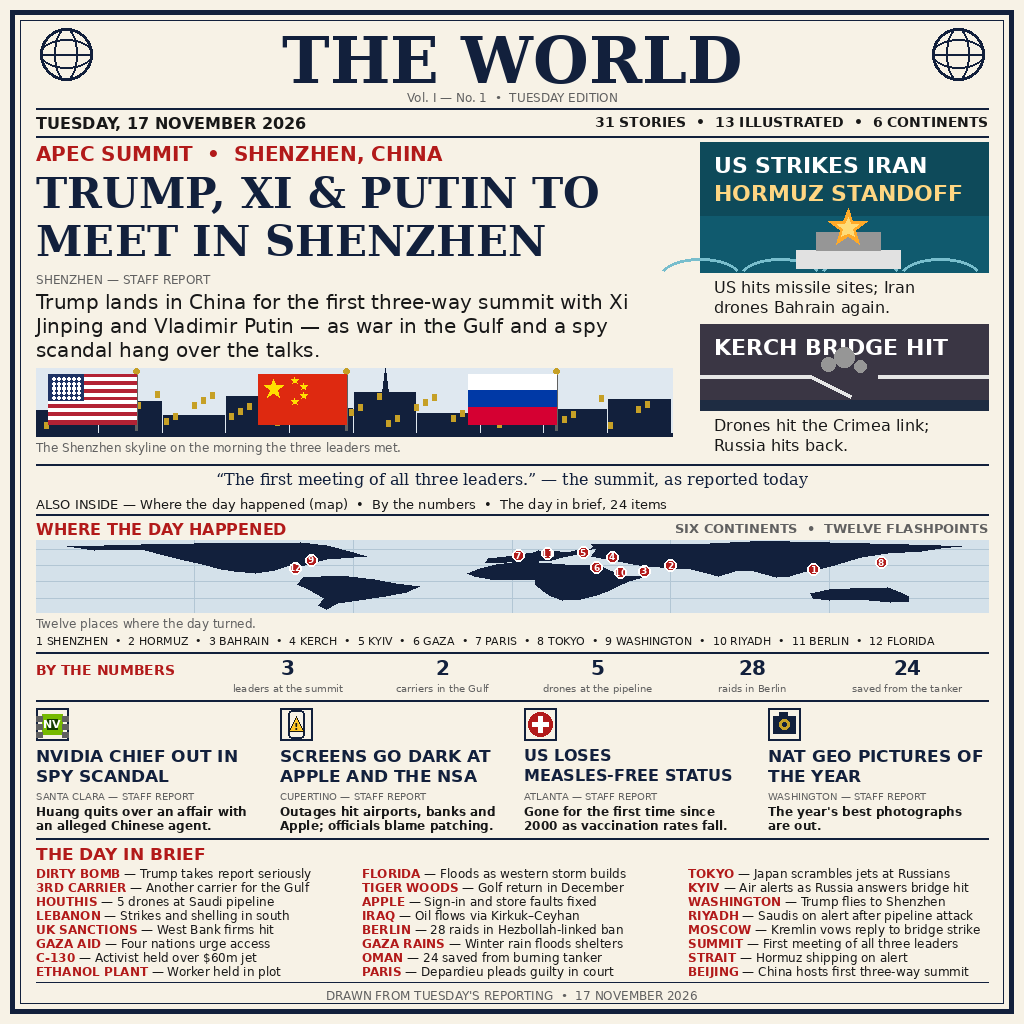 THE WORLD
Vol. I — No. 1 • TUESDAY EDITION
TUESDAY, 17 NOVEMBER 2026
31 STORIES • 13 ILLUSTRATED • 6 CONTINENTS
APEC SUMMIT • SHENZHEN, CHINA
TRUMP, XI & PUTIN TO
MEET IN SHENZHEN
SHENZHEN — STAFF REPORT
Trump lands in China for the first three-way summit with Xi
Jinping and Vladimir Putin — as war in the Gulf and a spy
scandal hang over the talks.
The Shenzhen skyline on the morning the three leaders met.
US STRIKES IRAN
HORMUZ STANDOFF
US hits missile sites; Iran
drones Bahrain again.
KERCH BRIDGE HIT
Drones hit the Crimea link;
Russia hits back.
“The first meeting of all three leaders.” — the summit, as reported today
ALSO INSIDE — Where the day happened (map) • By the numbers • The day in brief, 24 items
WHERE THE DAY HAPPENED
SIX CONTINENTS • TWELVE FLASHPOINTS
7
11
5
4
6
10
3
2
9
12
1
8
Twelve places where the day turned.
1 SHENZHEN • 2 HORMUZ • 3 BAHRAIN • 4 KERCH • 5 KYIV • 6 GAZA • 7 PARIS • 8 TOKYO • 9 WASHINGTON • 10 RIYADH • 11 BERLIN • 12 FLORIDA
BY THE NUMBERS
3
leaders at the summit
2
carriers in the Gulf
5
drones at the pipeline
28
raids in Berlin
24
saved from the tanker
NV
NVIDIA CHIEF OUT IN
SPY SCANDAL
SANTA CLARA — STAFF REPORT
Huang quits over an affair with
an alleged Chinese agent.
SCREENS GO DARK AT
APPLE AND THE NSA
CUPERTINO — STAFF REPORT
Outages hit airports, banks and
Apple; officials blame patching.
US LOSES
MEASLES-FREE STATUS
ATLANTA — STAFF REPORT
Gone for the first time since
2000 as vaccination rates fall.
NAT GEO PICTURES OF
THE YEAR
WASHINGTON — STAFF REPORT
The year's best photographs
are out.
THE DAY IN BRIEF
DIRTY BOMB — Trump takes report seriously
3RD CARRIER — Another carrier for the Gulf
HOUTHIS — 5 drones at Saudi pipeline
LEBANON — Strikes and shelling in south
UK SANCTIONS — West Bank firms hit
GAZA AID — Four nations urge access
C-130 — Activist held over $60m jet
ETHANOL PLANT — Worker held in plot
FLORIDA — Floods as western storm builds
TIGER WOODS — Golf return in December
APPLE — Sign-in and store faults fixed
IRAQ — Oil flows via Kirkuk–Ceyhan
BERLIN — 28 raids in Hezbollah-linked ban
GAZA RAINS — Winter rain floods shelters
OMAN — 24 saved from burning tanker
PARIS — Depardieu pleads guilty in court
TOKYO — Japan scrambles jets at Russians
KYIV — Air alerts as Russia answers bridge hit
WASHINGTON — Trump flies to Shenzhen
RIYADH — Saudis on alert after pipeline attack
MOSCOW — Kremlin vows reply to bridge strike
SUMMIT — First meeting of all three leaders
STRAIT — Hormuz shipping on alert
BEIJING — China hosts first three-way summit
DRAWN FROM TUESDAY'S REPORTING • 17 NOVEMBER 2026